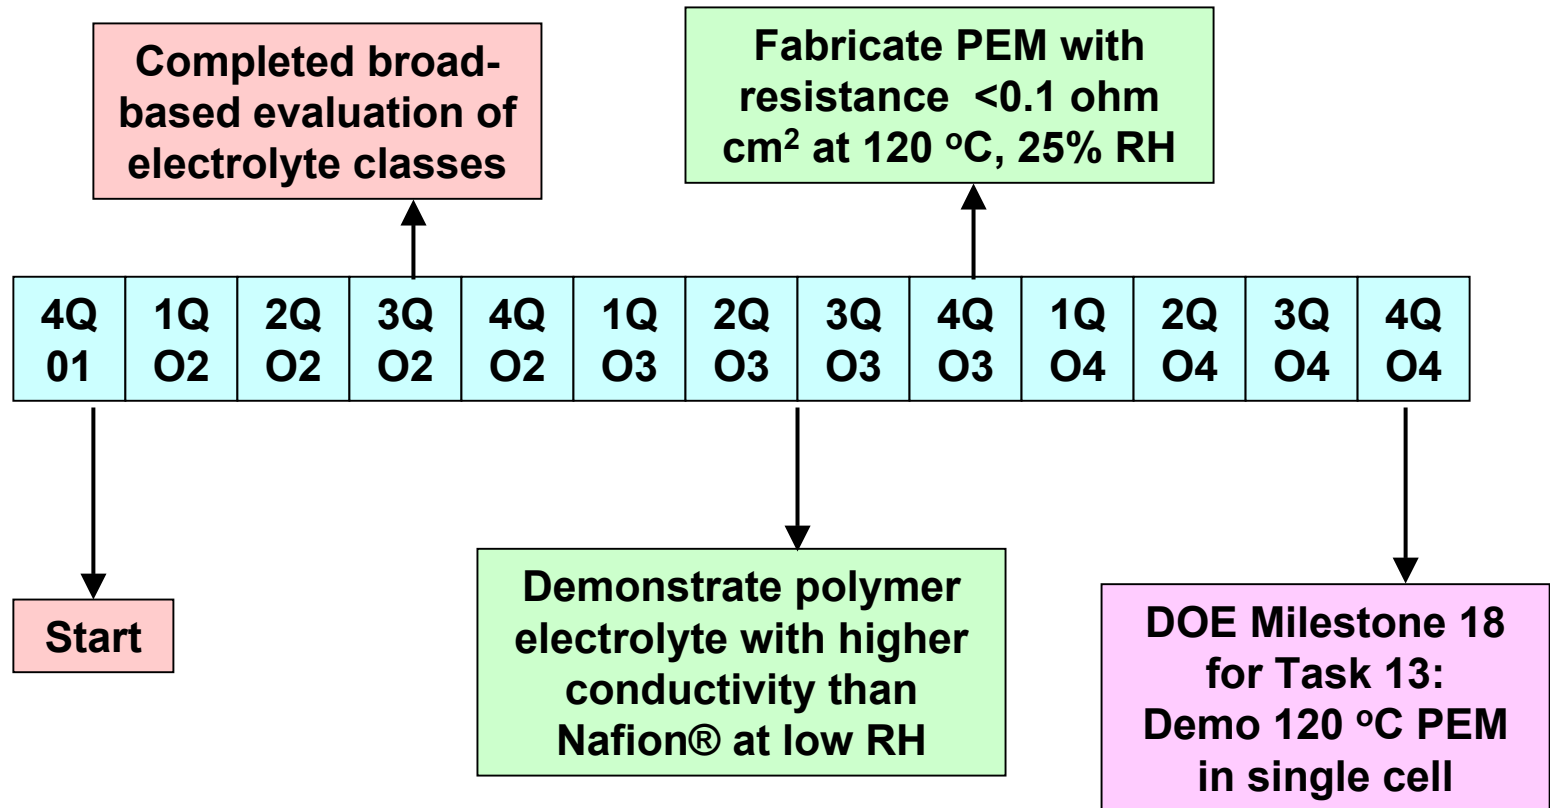 Completed broad-
based evaluation of
electrolyte classes
Fabricate PEM with
resistance <0.1 ohm
cm² at 120 ºC, 25% RH
4Q 1Q 2Q 3Q 4Q 1Q 2Q 3Q 4Q 1Q 2Q 3Q 4Q
01 O2 O2 O2 O2 O3 O3 O3 O3 O4 O4 O4 O4
Start
Demonstrate polymer
electrolyte with higher
conductivity than
Nafion® at low RH
DOE Milestone 18
for Task 13:
Demo 120 ºC PEM
in single cell